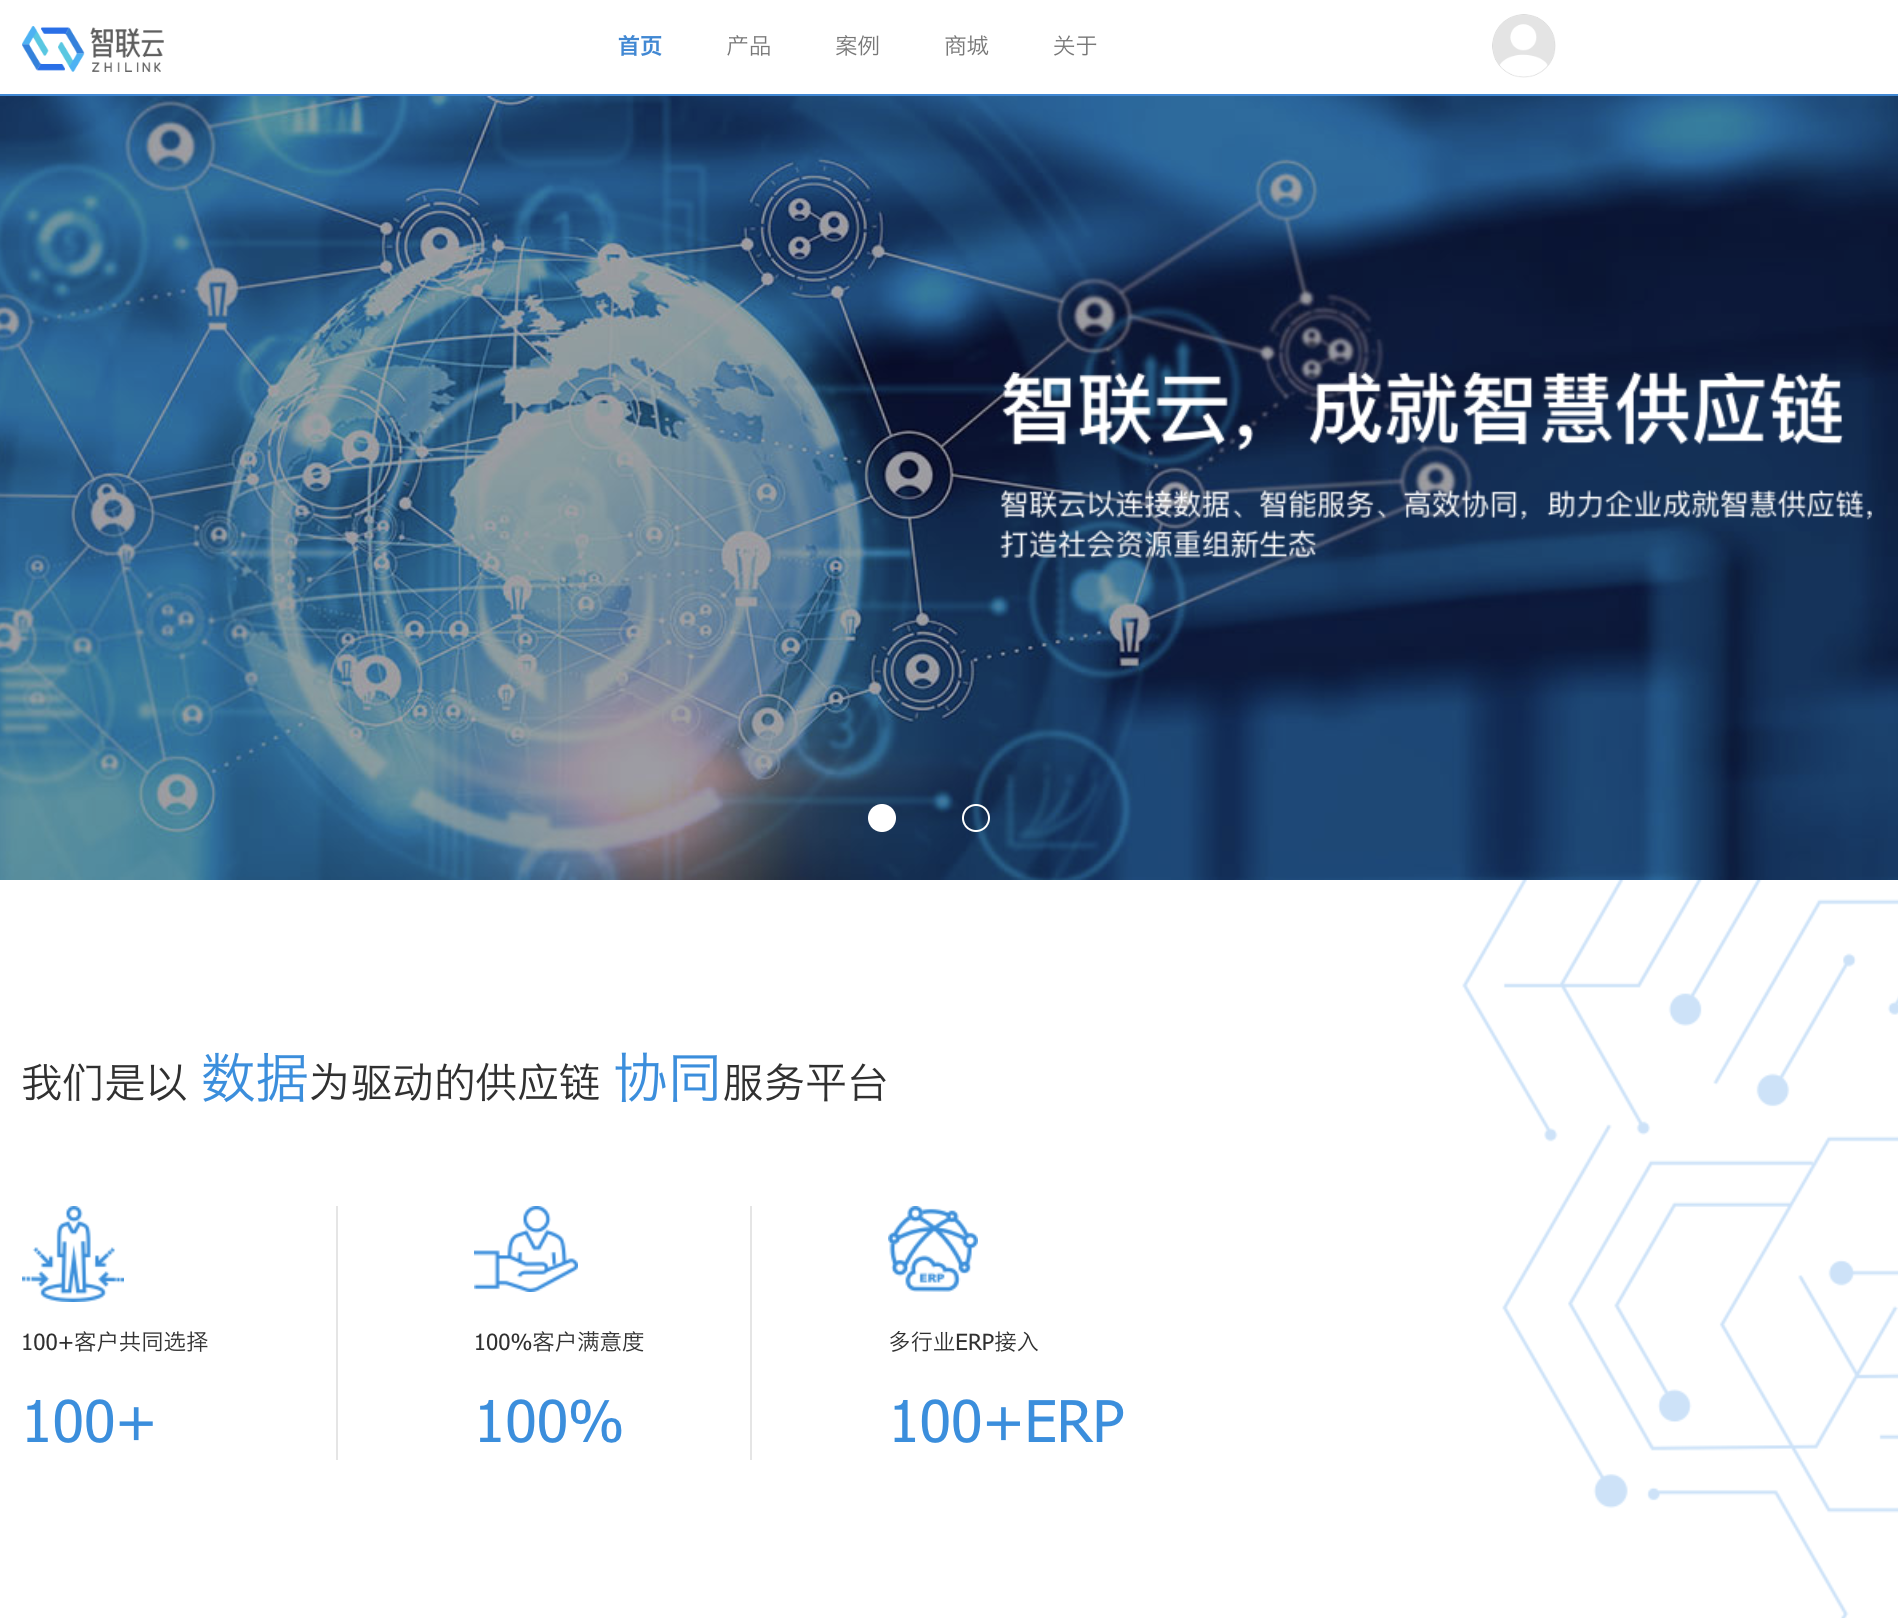 智联云
ZHILINK
首页
产品
案例
商城
关于
1
智联云，成就智慧供应链
智联云以连接数据、智能服务、高效协同，助力企业成就智慧供应链，
打造社会资源重组新生态
3
我们是以 数据为驱动的供应链 协同服务平台
ERP
100+客户共同选择
100%客户满意度
多行业ERP接入
100+
100%
100+ERP